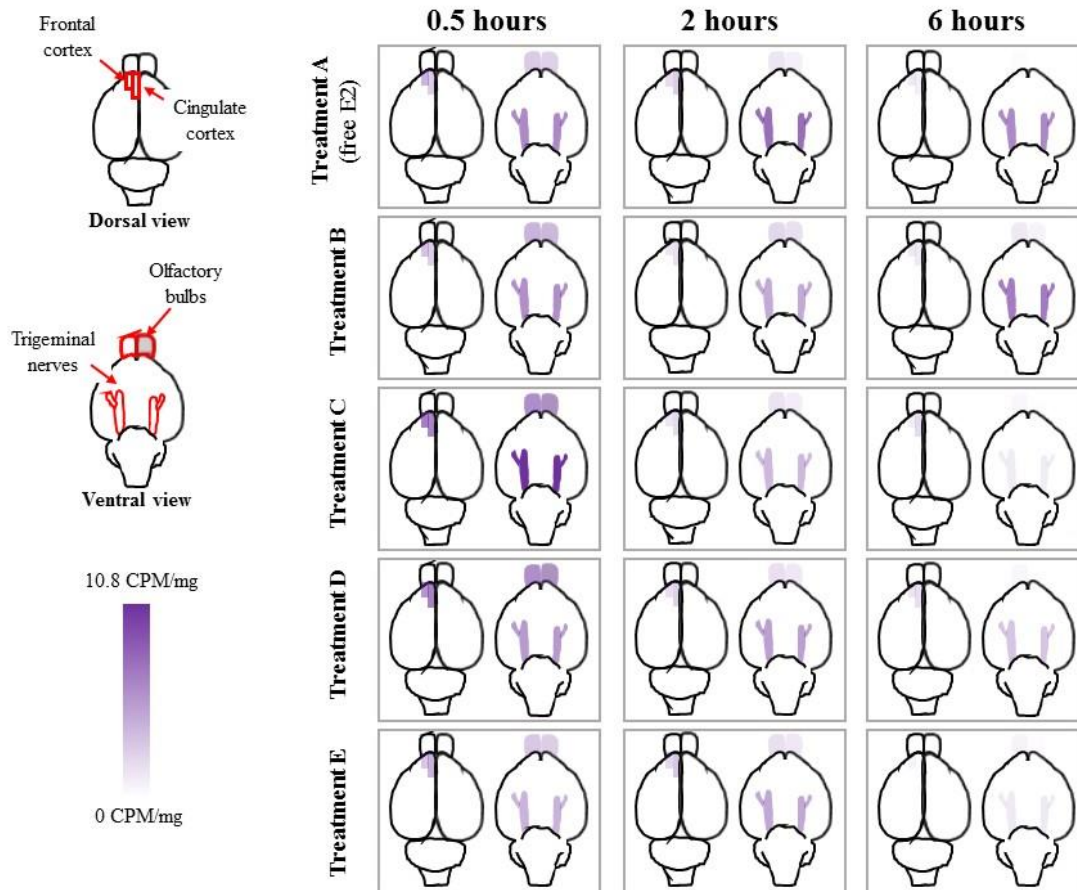 0.5 hours
2 hours
6 hours
Frontal
cortex
Cingulate
cortex
Dorsal view
Olfactory
bulbs
Trigeminal
nerves
Ventral view
10.8 CPM/mg
0 CPM/mg
Treatment A
(free E2)
Treatment B
Treatment C
Treatment D
Treatment E